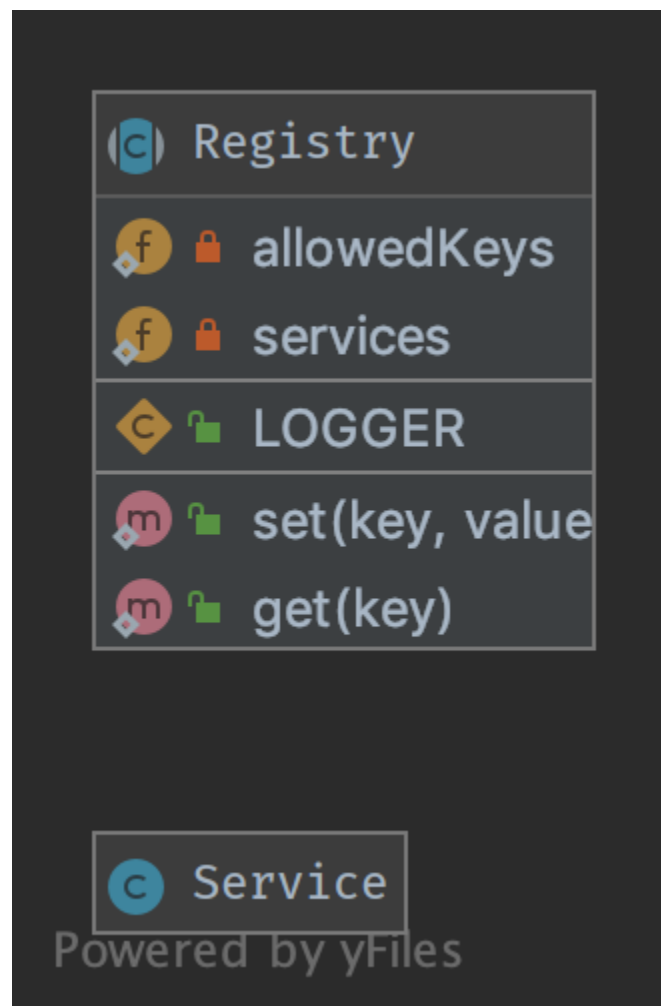 C Registry
f allowedKeys
f services
c LOGGER
m set(key, value
m get(key)
C Service
Powered by yFiles